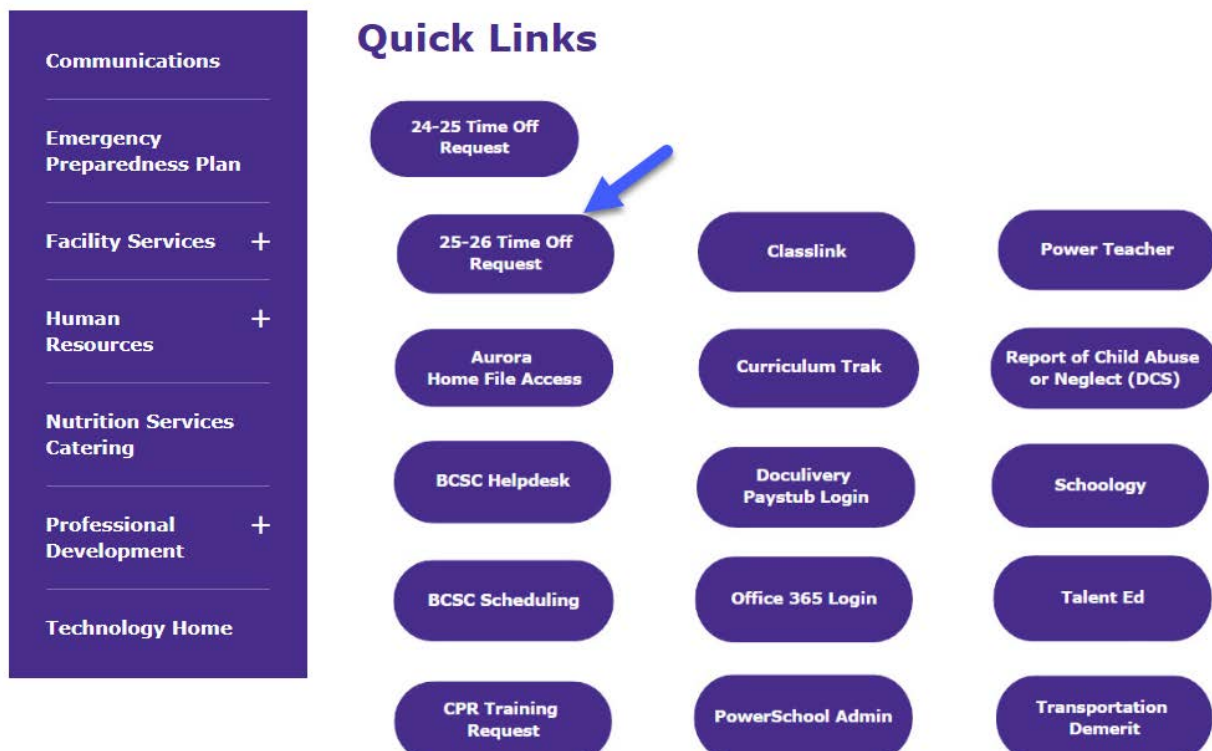 Communications
Emergency
Preparedness Plan
Facility Services +
Human +
Resources
Nutrition Services
Catering
Professional +
Development
Technology Home
Quick Links
24-25 Time Off
Request
25-26 Time Off
Request
Classlink
Power Teacher
Aurora
Home File Access
Curriculum Trak
Report of Child Abuse
or Neglect (DCS)
BCSC Helpdesk
Doculivery
Paystub Login
Schoology
BCSC Scheduling
Office 365 Login
Talent Ed
CPR Training
Request
PowerSchool Admin
Transportation
Demerit